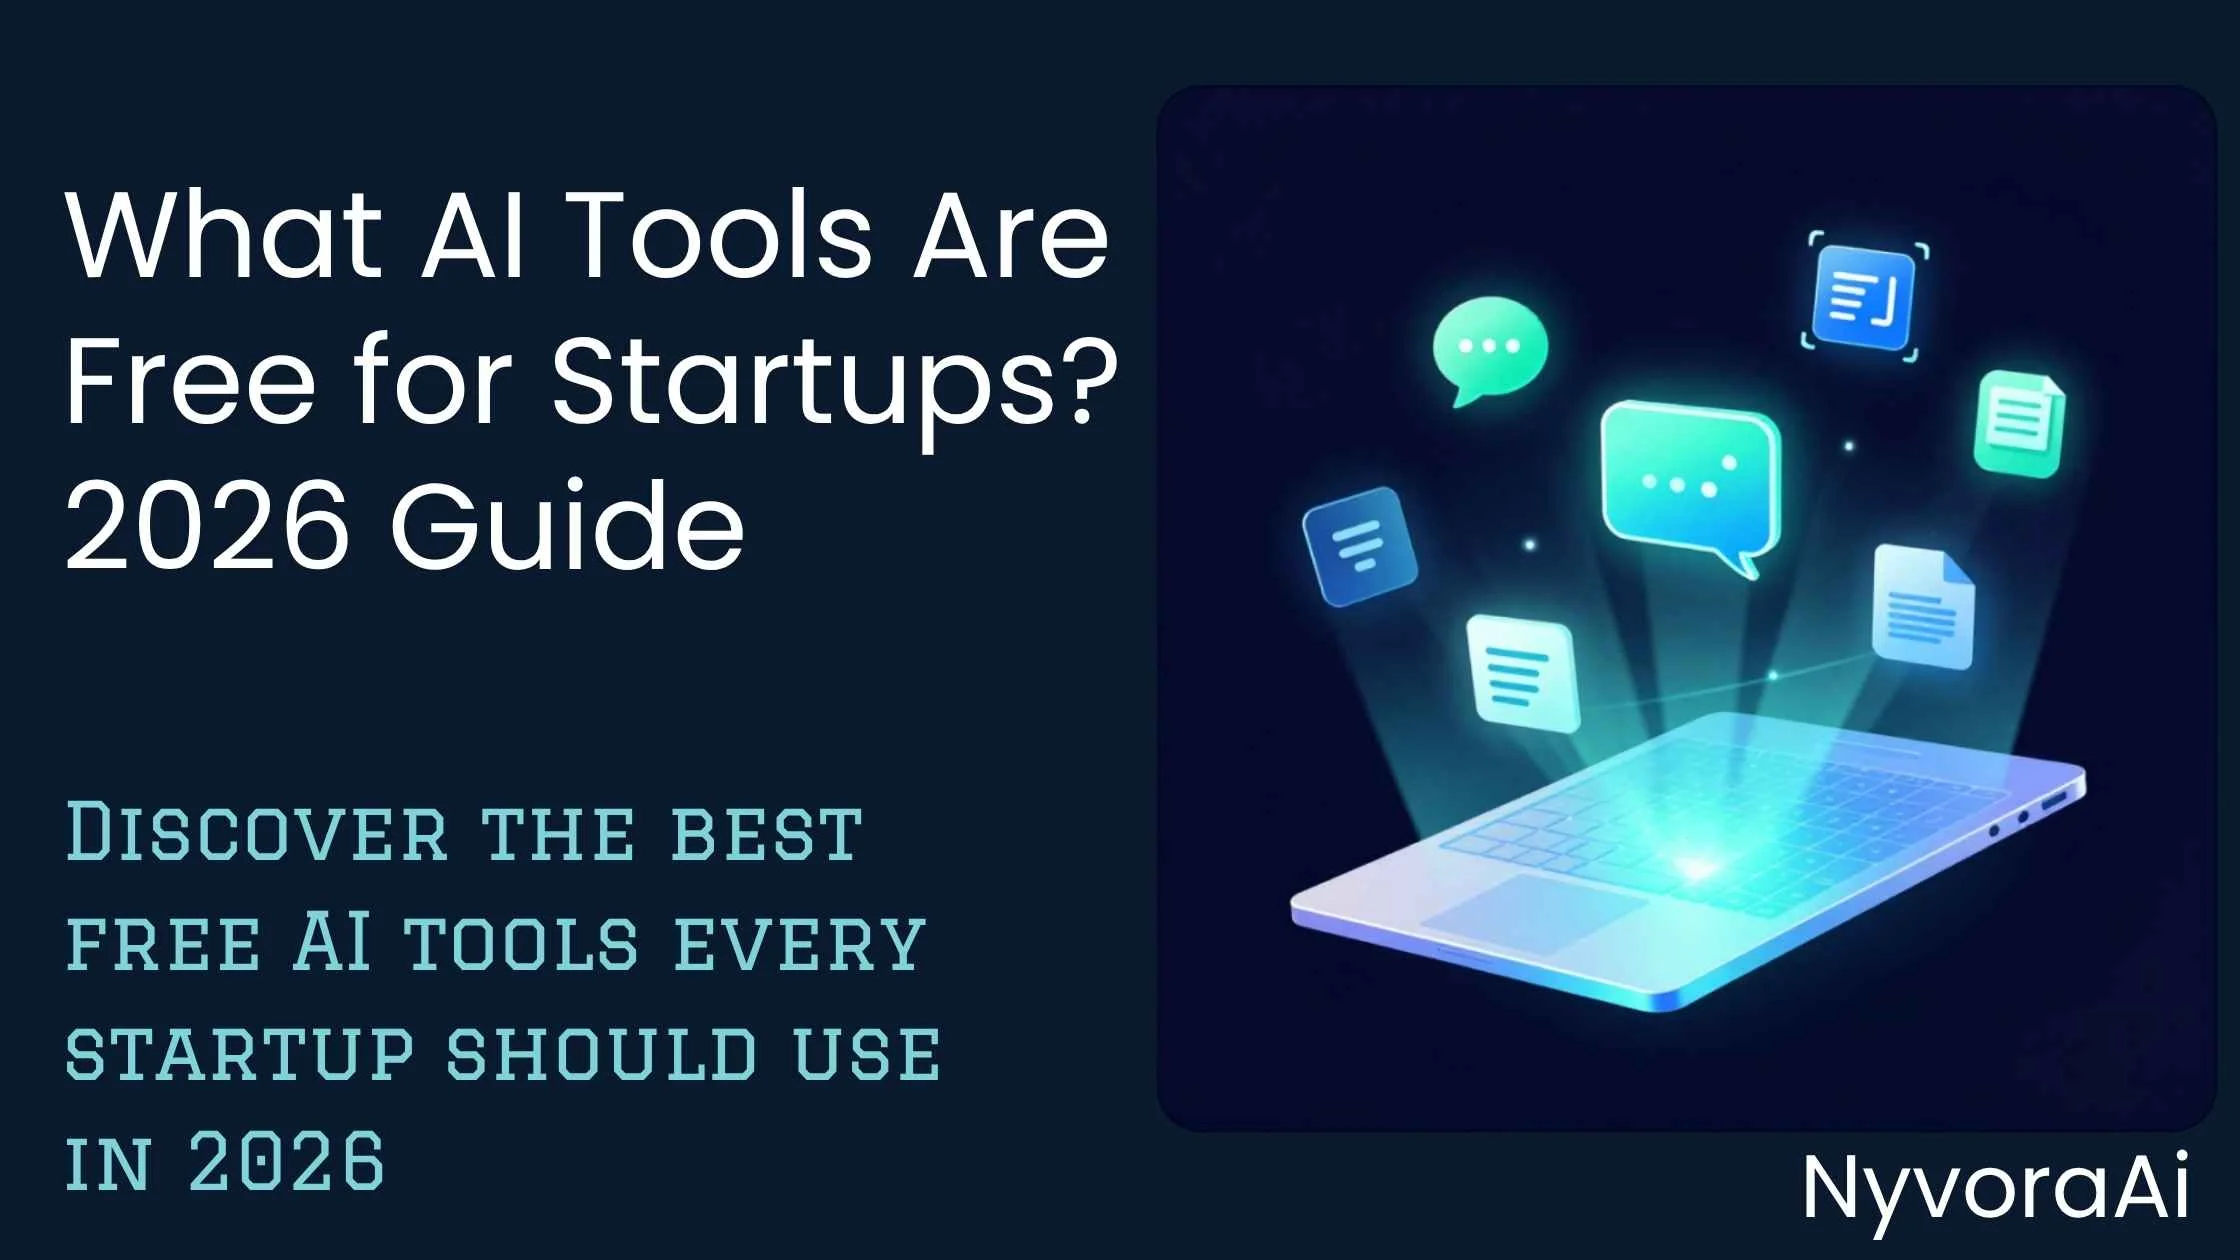 What AI Tools Are
Free for Startups?
2026 Guide
Discover the best
free AI tools every
startup should use
in 2026
NyvoraAi